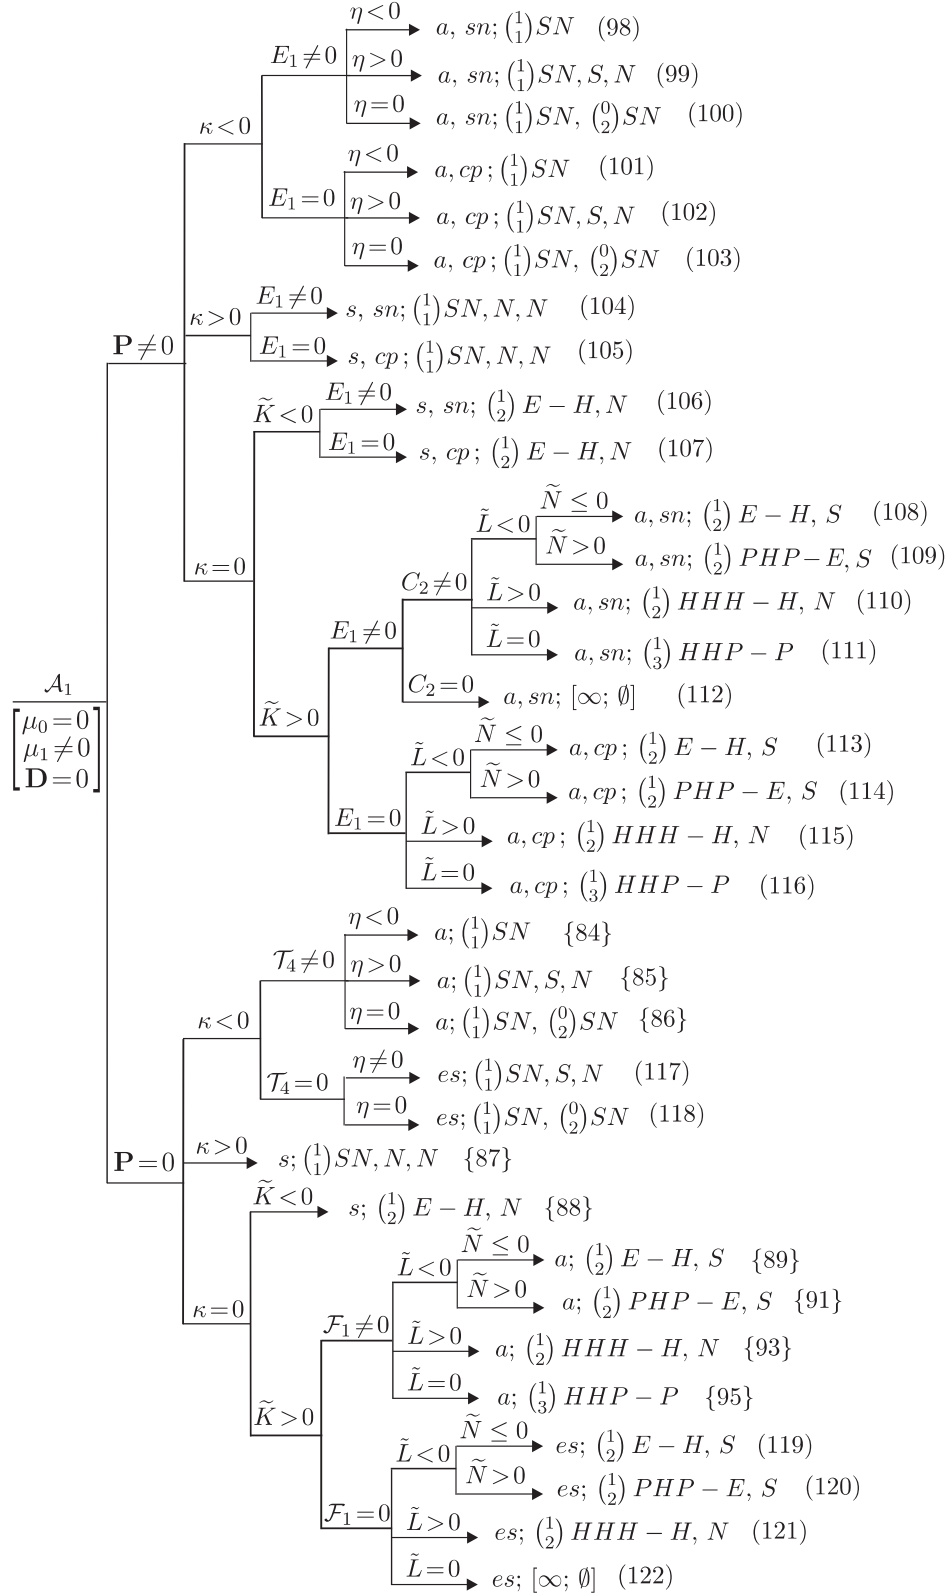 η<0 a, sn; (1 1)SN (98)
E₁≠0 η>0 a, sn; (1 1)SN, S, N (99)
η=0 a, sn; (1 1)SN, (0 2)SN (100)
κ<0
η<0 a, cp; (1 1)SN (101)
E₁=0 η>0 a, cp; (1 1)SN, S, N (102)
η=0 a, cp; (1 1)SN, (0 2)SN (103)
E₁≠0 s, sn; (1 1)SN, N, N (104)
κ>0
P≠0 E₁=0 s, cp; (1 1)SN, N, N (105)
E₁≠0 s, sn; (1 2) E − H, N (106)
K̃<0
E₁=0 s, cp; (1 2) E − H, N (107)
Ñ ≤ 0 a, sn; (1 2) E − H, S (108)
L̃<0
Ñ>0 a, sn; (1 2) PHP − E, S (109)
κ=0 C₂≠0
L̃>0 a, sn; (1 2) HHH − H, N (110)
E₁≠0
L̃=0 a, sn; (1 3) HHP − P (111)
C₂=0 a, sn; [∞; ∅] (112)
𝒜₁
[μ₀=0
μ₁≠0
D=0]
K̃>0
Ñ ≤ 0 a, cp; (1 2) E − H, S (113)
L̃<0
Ñ>0 a, cp; (1 2) PHP − E, S (114)
E₁=0 L̃>0 a, cp; (1 2) HHH − H, N (115)
L̃=0 a, cp; (1 3) HHP − P (116)
η<0 a; (1 1)SN {84}
𝒯₄≠0 η>0 a; (1 1)SN, S, N {85}
η=0 a; (1 1)SN, (0 2)SN {86}
κ<0
η≠0 es; (1 1)SN, S, N (117)
𝒯₄=0
η=0 es; (1 1)SN, (0 2)SN (118)
P=0 κ>0 s; (1 1)SN, N, N {87}
K̃<0 s; (1 2) E − H, N {88}
Ñ ≤ 0 a; (1 2) E − H, S {89}
L̃<0
Ñ>0 a; (1 2) PHP − E, S {91}
κ=0
ℱ₁≠0 L̃>0 a; (1 2) HHH − H, N {93}
L̃=0 a; (1 3) HHP − P {95}
K̃>0
Ñ ≤ 0 es; (1 2) E − H, S (119)
L̃<0
Ñ>0 es; (1 2) PHP − E, S (120)
ℱ₁=0 L̃>0 es; (1 2) HHH − H, N (121)
L̃=0 es; [∞; ∅] (122)